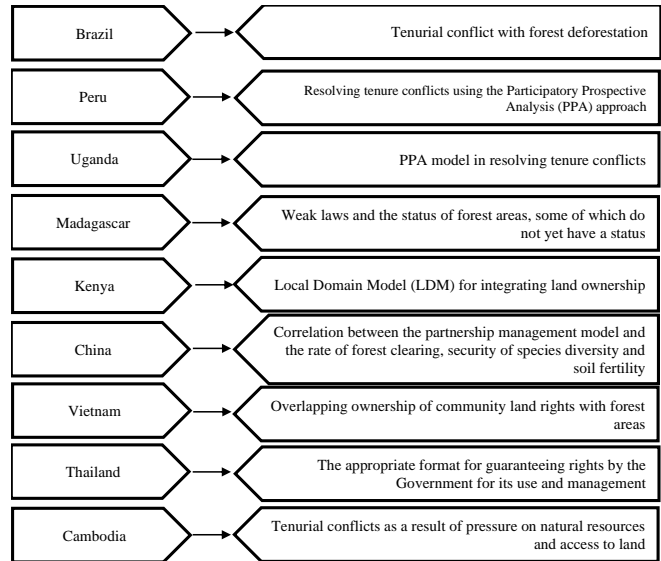 Brazil
Tenurial conflict with forest deforestation
Peru
Resolving tenure conflicts using the Participatory Prospective
Analysis (PPA) approach
Uganda
PPA model in resolving tenure conflicts
Madagascar
Weak laws and the status of forest areas, some of which do
not yet have a status
Kenya
Local Domain Model (LDM) for integrating land ownership
China
Correlation between the partnership management model and
the rate of forest clearing, security of species diversity and
soil fertility
Vietnam
Overlapping ownership of community land rights with forest
areas
Thailand
The appropriate format for guaranteeing rights by the
Government for its use and management
Cambodia
Tenurial conflicts as a result of pressure on natural resources
and access to land